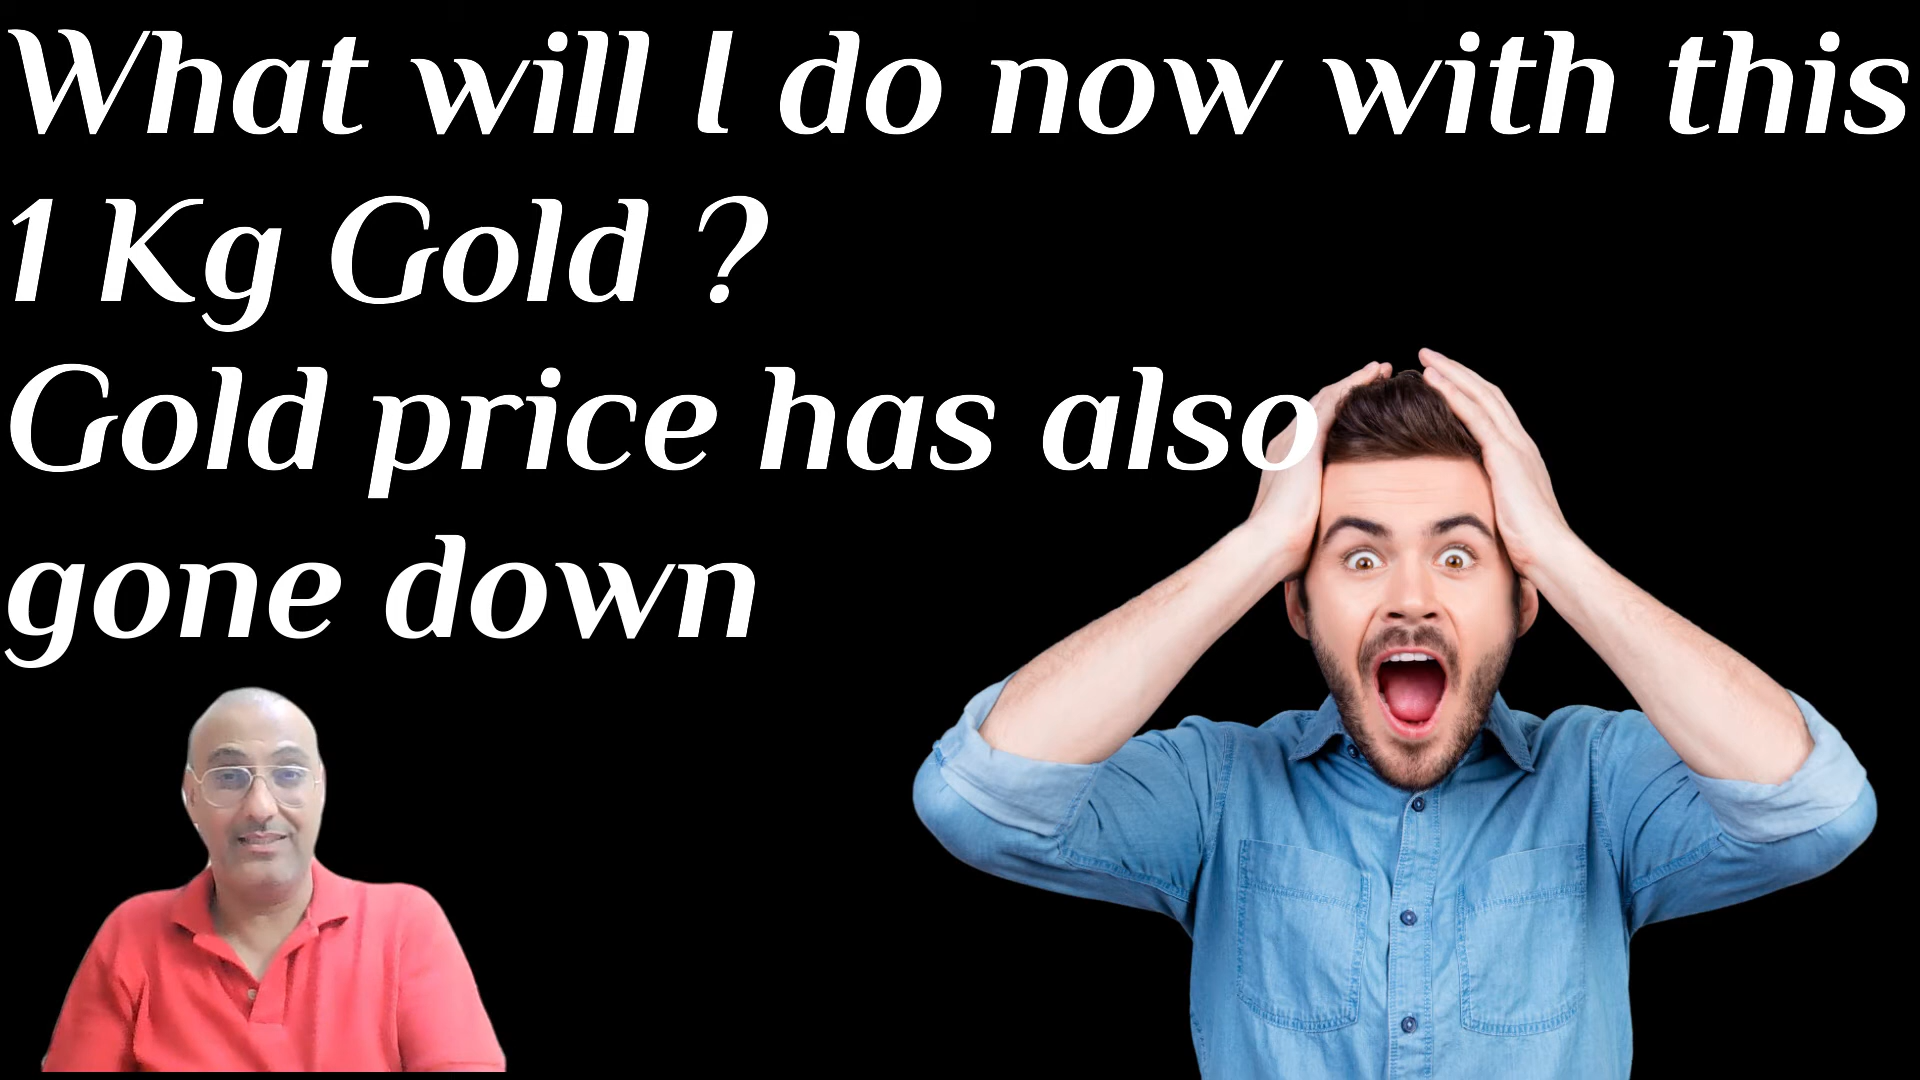 What will I do now with this
1 Kg Gold ?
Gold price has also
gone down